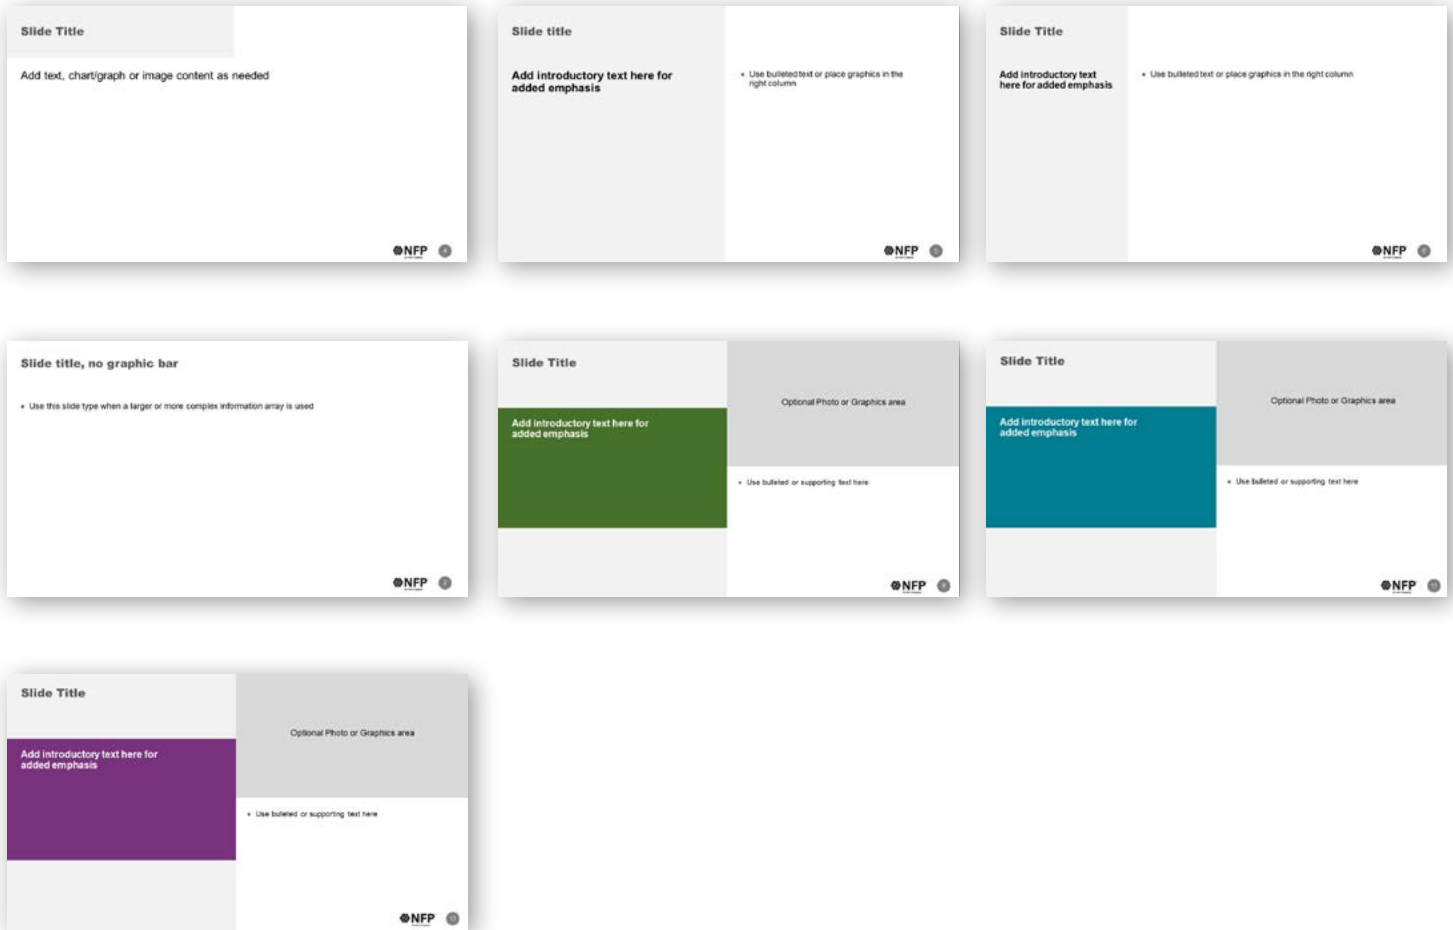 Slide Title
Add text, chart/graph or image content as needed
NFP
4
Slide title
Add introductory text here for
added emphasis
• Use bulleted text or place graphics in the
right column
NFP
5
Slide Title
Add introductory text
here for added emphasis
• Use bulleted text or place graphics in the right column
NFP
6
Slide title, no graphic bar
• Use this slide type when a larger or more complex information array is used
NFP
Slide Title
Add introductory text here for
added emphasis
Optional Photo or Graphics area
• Use bulleted or supporting text here
NFP
9
Slide Title
Add introductory text here for
added emphasis
Optional Photo or Graphics area
• Use bulleted or supporting text here
NFP
11
Slide Title
Add introductory text here for
added emphasis
Optional Photo or Graphics area
• Use bulleted or supporting text here
NFP
13